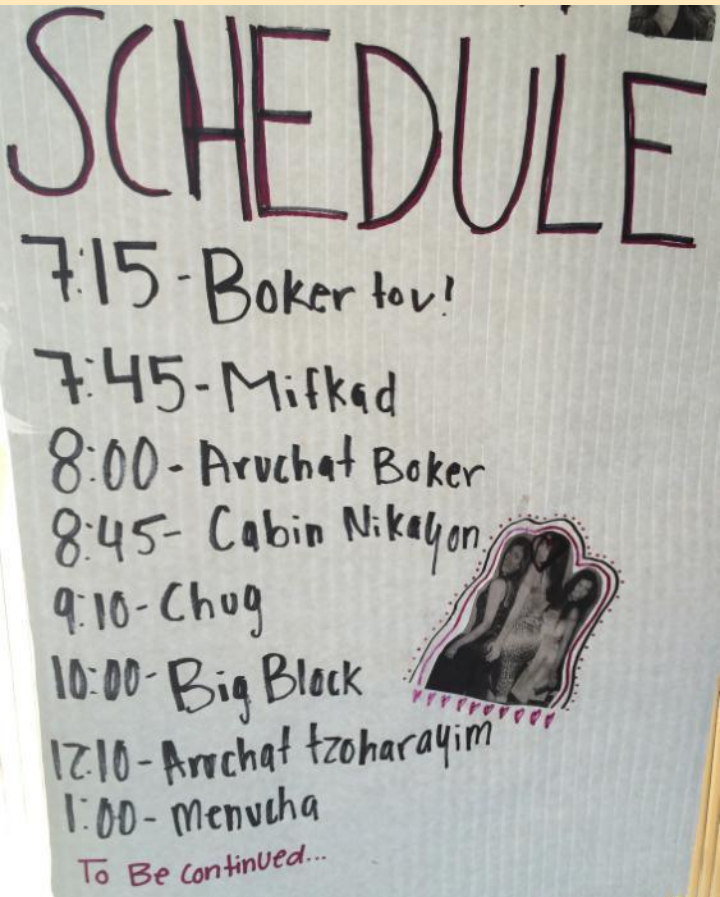 SCHEDULE
7:15 - Boker tov!
7:45 - Mifkad
8:00 - Aruchat Boker
8:45 - Cabin Nikayon
9:10 - Chug
10:00 - Big Block
12:10 - Aruchat tzoharayim
1:00 - Menucha
To Be continued...